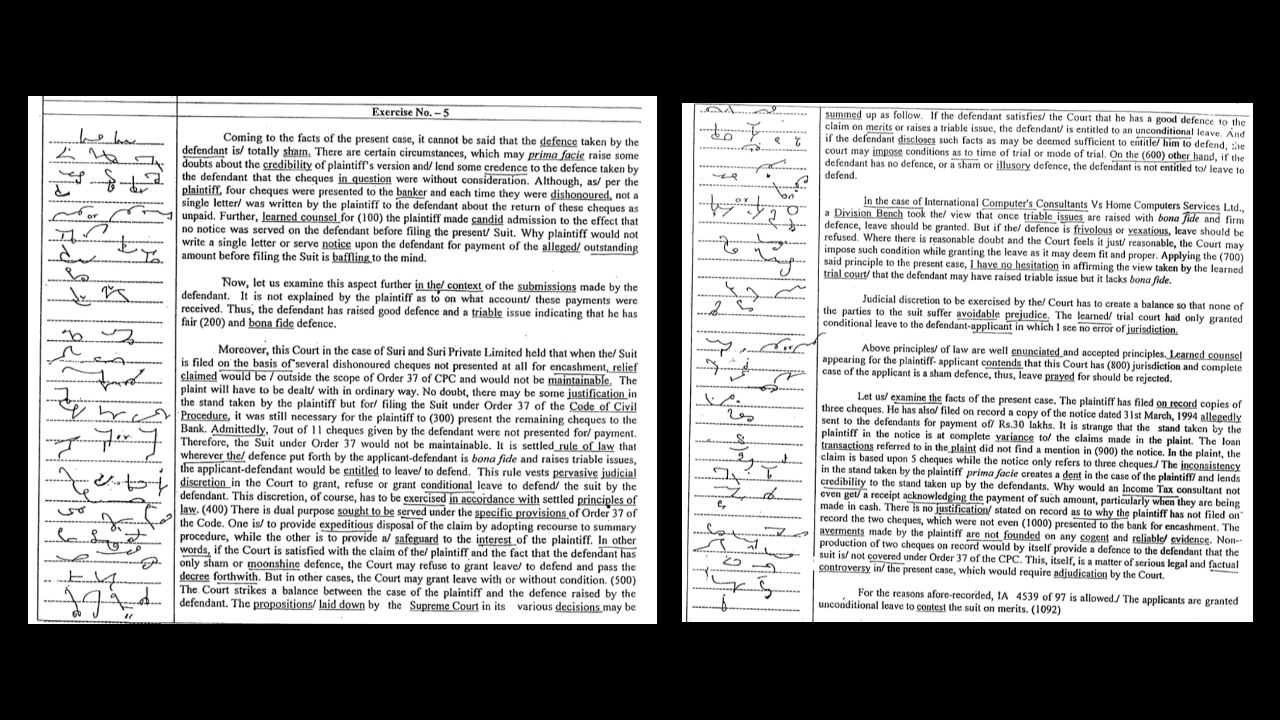 Exercise No. – 5
Coming to the facts of the present case, it cannot be said that the defence taken by the
defendant is/ totally sham. There are certain circumstances, which may prima facie raise some
doubts about the credibility of plaintiff's version and/ lend some credence to the defence taken by
the defendant that the cheques in question were without consideration. Although, as/ per the
plaintiff, four cheques were presented to the banker and each time they were dishonoured, not a
single letter/ was written by the plaintiff to the defendant about the return of these cheques as
unpaid. Further, learned counsel for (100) the plaintiff made candid admission to the effect that
no notice was served on the defendant before filing the present/ Suit. Why plaintiff would not
write a single letter or serve notice upon the defendant for payment of the alleged/ outstanding
amount before filing the Suit is baffling to the mind.
Now, let us examine this aspect further in the/ context of the submissions made by the
defendant. It is not explained by the plaintiff as to on what account/ these payments were
received. Thus, the defendant has raised good defence and a triable issue indicating that he has
fair (200) and bona fide defence.
Moreover, this Court in the case of Suri and Suri Private Limited held that when the/ Suit
is filed on the basis of several dishonoured cheques not presented at all for encashment, relief
claimed would be / outside the scope of Order 37 of CPC and would not be maintainable. The
plaint will have to be dealt/ with in ordinary way. No doubt, there may be some justification in
the stand taken by the plaintiff but for/ filing the Suit under Order 37 of the Code of Civil
Procedure, it was still necessary for the plaintiff to (300) present the remaining cheques to the
Bank. Admittedly, 7out of 11 cheques given by the defendant were not presented for/ payment.
Therefore, the Suit under Order 37 would not be maintainable. It is settled rule of law that
wherever the/ defence put forth by the applicant-defendant is bona fide and raises triable issues,
the applicant-defendant would be entitled to leave/ to defend. This rule vests pervasive judicial
discretion in the Court to grant, refuse or grant conditional leave to defend/ the suit by the
defendant. This discretion, of course, has to be exercised in accordance with settled principles of
law. (400) There is dual purpose sought to be served under the specific provisions of Order 37 of
the Code. One is/ to provide expeditious disposal of the claim by adopting recourse to summary
procedure, while the other is to provide a/ safeguard to the interest of the plaintiff. In other
words, if the Court is satisfied with the claim of the/ plaintiff and the fact that the defendant has
only sham or moonshine defence, the Court may refuse to grant leave/ to defend and pass the
decree forthwith. But in other cases, the Court may grant leave with or without condition. (500)
The Court strikes a balance between the case of the plaintiff and the defence raised by the
defendant. The propositions/ laid down by the Supreme Court in its various decisions may be
summed up as follow. If the defendant satisfies/ the Court that he has a good defence to the
claim on merits or raises a triable issue, the defendant/ is entitled to an unconditional leave. And
if the defendant discloses such facts as may be deemed sufficient to entitle/ him to defend, the
court may impose conditions as to time of trial or mode of trial. On the (600) other hand, if the
defendant has no defence, or a sham or illusory defence, the defendant is not entitled to/ leave to
defend.
In the case of International Computer's Consultants Vs Home Computers Services Ltd.,
a Division Bench took the/ view that once triable issues are raised with bona fide and firm
defence, leave should be granted. But if the/ defence is frivolous or vexatious, leave should be
refused. Where there is reasonable doubt and the Court feels it just/ reasonable, the Court may
impose such condition while granting the leave as it may deem fit and proper. Applying the (700)
said principle to the present case, I have no hesitation in affirming the view taken by the learned
trial court/ that the defendant may have raised triable issue but it lacks bona fide.
Judicial discretion to be exercised by the/ Court has to create a balance so that none of
the parties to the suit suffer avoidable prejudice. The learned/ trial court had only granted
conditional leave to the defendant-applicant in which I see no error of jurisdiction.
Above principles/ of law are well enunciated and accepted principles. Learned counsel
appearing for the plaintiff- applicant contends that this Court has (800) jurisdiction and complete
case of the applicant is a sham defence, thus, leave prayed for should be rejected.
Let us/ examine the facts of the present case. The plaintiff has filed on record copies of
three cheques. He has also/ filed on record a copy of the notice dated 31st March, 1994 allegedly
sent to the defendants for payment of/ Rs.30 lakhs. It is strange that the stand taken by the
plaintiff in the notice is at complete variance to/ the claims made in the plaint. The loan
transactions referred to in the plaint did not find a mention in (900) the notice. In the plaint, the
claim is based upon 5 cheques while the notice only refers to three cheques./ The inconsistency
in the stand taken by the plaintiff prima facie creates a dent in the case of the plaintiff/ and lends
credibility to the stand taken up by the defendants. Why would an Income Tax consultant not
even get/ a receipt acknowledging the payment of such amount, particularly when they are being
made in cash. There is no justification/ stated on record as to why the plaintiff has not filed on
record the two cheques, which were not even (1000) presented to the bank for encashment. The
averments made by the plaintiff are not founded on any cogent and reliable/ evidence. Non-
production of two cheques on record would by itself provide a defence to the defendant that the
suit is/ not covered under Order 37 of the CPC. This, itself, is a matter of serious legal and factual
controversy in/ the present case, which would require adjudication by the Court.
For the reasons afore-recorded, IA 4539 of 97 is allowed./ The applicants are granted
unconditional leave to contest the suit on merits. (1092)